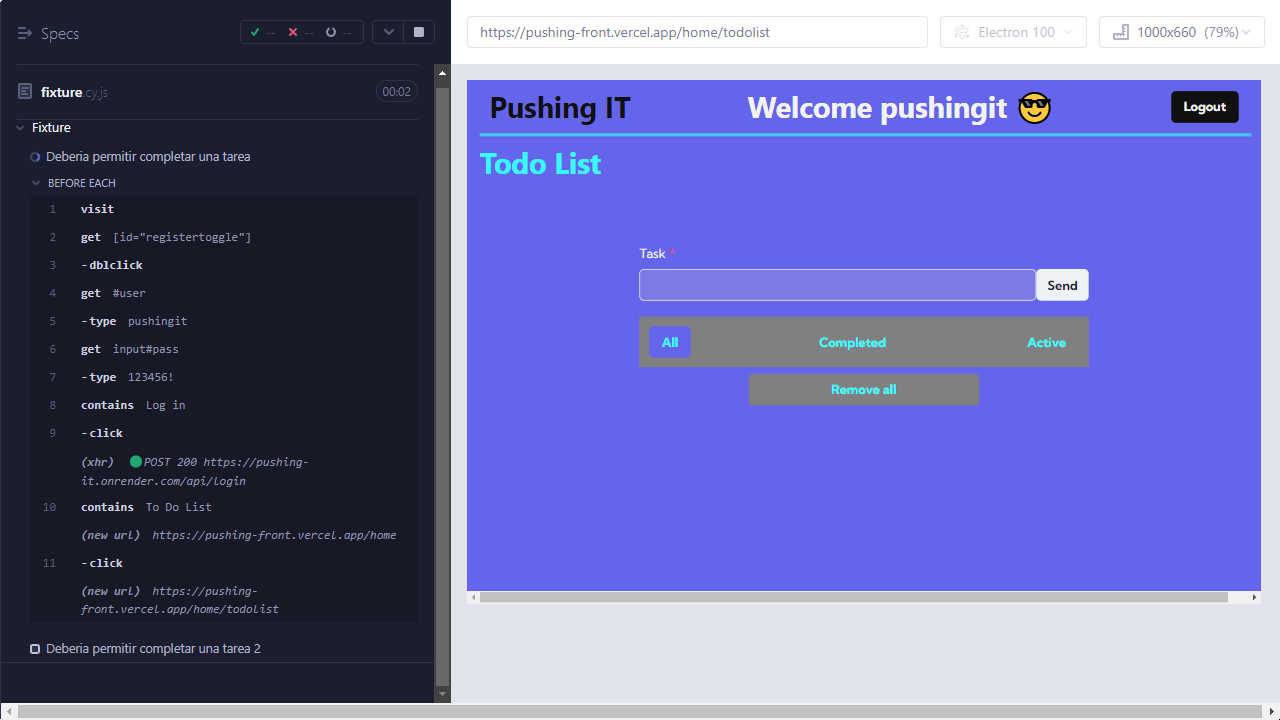 Specs
-- -- --
fixture.cy.js 00:02
Fixture
Deberia permitir completar una tarea
BEFORE EACH
1 visit
2 get [id="registertoggle"]
3 -dblclick
4 get #user
5 -type pushingit
6 get input#pass
7 -type 123456!
8 contains Log in
9 -click
(xhr) POST 200 https://pushing-
it.onrender.com/api/login
10 contains To Do List
(new url) https://pushing-front.vercel.app/home
11 -click
(new url) https://pushing-
front.vercel.app/home/todolist
Deberia permitir completar una tarea 2
https://pushing-front.vercel.app/home/todolist
Electron 100
1000x660 (79%)
Pushing IT
Welcome pushingit 😎
Logout
Todo List
Task *
Send
All Completed Active
Remove all